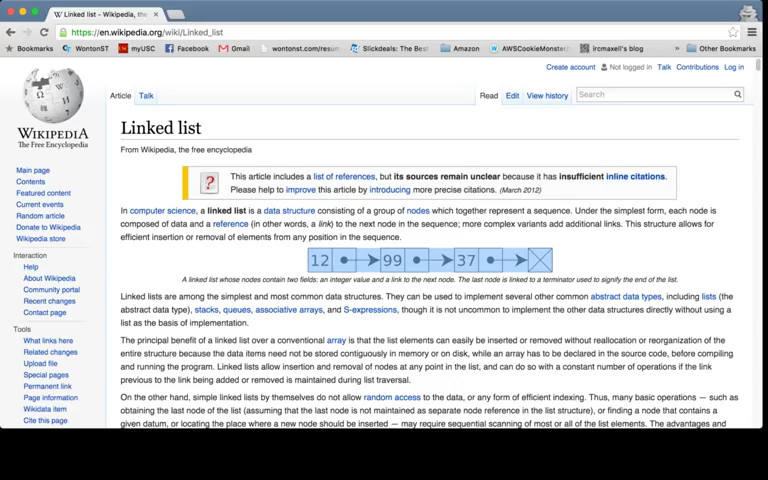 Linked list - Wikipedia, the
https://en.wikipedia.org/wiki/Linked_list
Bookmarks WontonST myUSC Facebook Gmail wontonst.com/resum Slickdeals: The Bes Amazon AWSCookieMonster ircmaxell's blog » Other Bookmarks
Create account Not logged in Talk Contributions Log in
Article Talk Read Edit View history Search
WIKIPEDIA
The Free Encyclopedia
Main page
Contents
Featured content
Current events
Random article
Donate to Wikipedia
Wikipedia store
Interaction
Help
About Wikipedia
Community portal
Recent changes
Contact page
Tools
What links here
Related changes
Upload file
Special pages
Permanent link
Page information
Wikidata item
Cite this page
Linked list
From Wikipedia, the free encyclopedia
?
This article includes a list of references, but its sources remain unclear because it has insufficient inline citations.
Please help to improve this article by introducing more precise citations. (March 2012)
In computer science, a linked list is a data structure consisting of a group of nodes which together represent a sequence. Under the simplest form, each node is
composed of data and a reference (in other words, a link) to the next node in the sequence; more complex variants add additional links. This structure allows for
efficient insertion or removal of elements from any position in the sequence.
12 99 37
A linked list whose nodes contain two fields: an integer value and a link to the next node. The last node is linked to a terminator used to signify the end of the list.
Linked lists are among the simplest and most common data structures. They can be used to implement several other common abstract data types, including lists (the
abstract data type), stacks, queues, associative arrays, and S-expressions, though it is not uncommon to implement the other data structures directly without using a
list as the basis of implementation.
The principal benefit of a linked list over a conventional array is that the list elements can easily be inserted or removed without reallocation or reorganization of the
entire structure because the data items need not be stored contiguously in memory or on disk, while an array has to be declared in the source code, before compiling
and running the program. Linked lists allow insertion and removal of nodes at any point in the list, and can do so with a constant number of operations if the link
previous to the link being added or removed is maintained during list traversal.
On the other hand, simple linked lists by themselves do not allow random access to the data, or any form of efficient indexing. Thus, many basic operations — such as
obtaining the last node of the list (assuming that the last node is not maintained as separate node reference in the list structure), or finding a node that contains a
given datum, or locating the place where a new node should be inserted — may require sequential scanning of most or all of the list elements. The advantages and